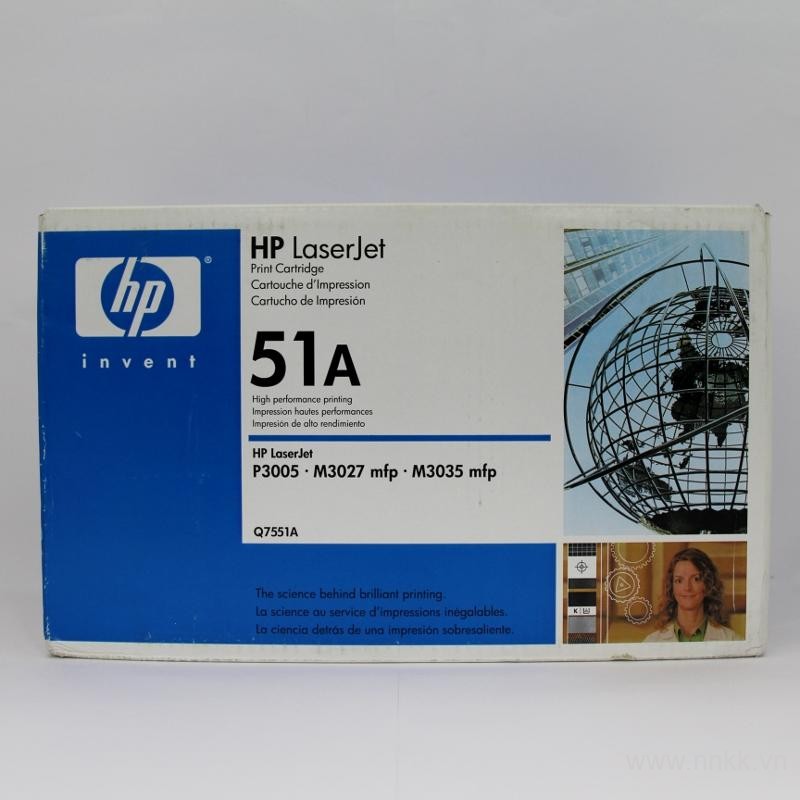 hp
®
invent
HP LaserJet
Print Cartridge
Cartouche d'Impression
Cartucho de Impresión
51A
High performance printing
Impression hautes performances
Impresión de alto rendimiento
HP LaserJet
P3005 · M3027 mfp · M3035 mfp
Q7551A
The science behind brilliant printing.
La science au service d'impressions inégalables.
La ciencia detrás de una impresión sobresaliente.
K
www.nnkk.vn